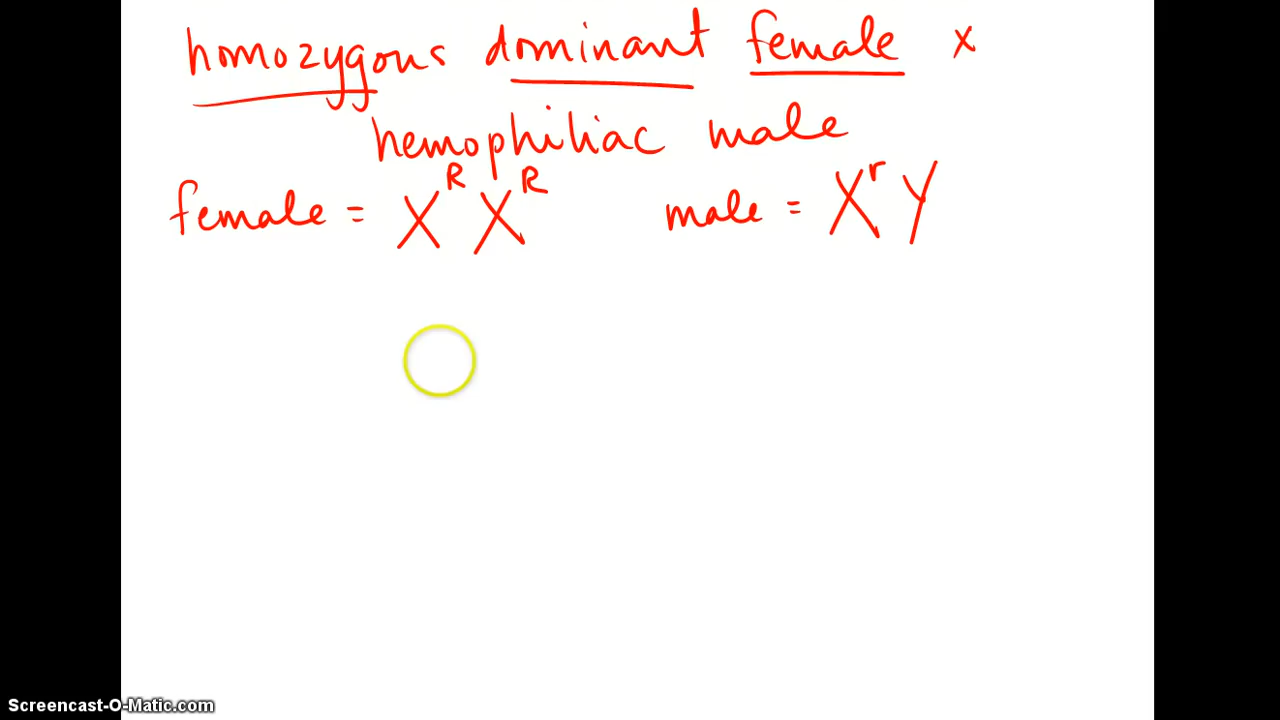 homozygous dominant female x
hemophiliac male
female = X^R X^R male = X^r Y
Screencast-O-Matic.com